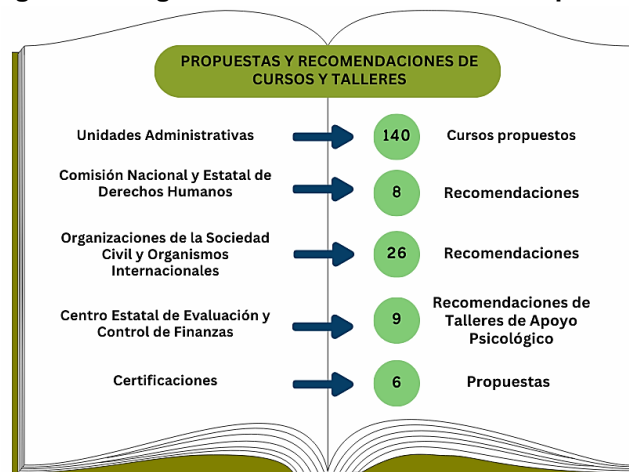 PROPUESTAS Y RECOMENDACIONES DE
CURSOS Y TALLERES
Unidades Administrativas
140
Cursos propuestos
Comisión Nacional y Estatal de
Derechos Humanos
8
Recomendaciones
Organizaciones de la Sociedad
Civil y Organismos
Internacionales
26
Recomendaciones
Centro Estatal de Evaluación y
Control de Finanzas
9
Recomendaciones de
Talleres de Apoyo
Psicológico
Certificaciones
6
Propuestas